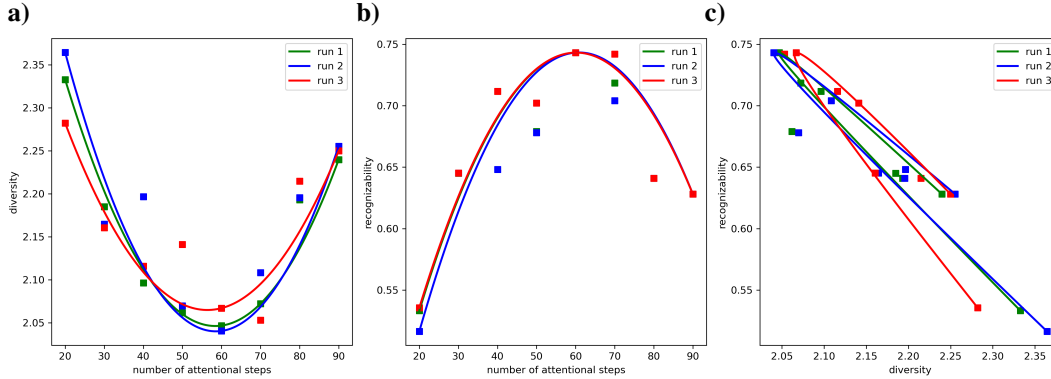 a)
2.35
2.30
2.25
2.20
2.15
2.10
2.05
diversity
20 30 40 50 60 70 80 90
number of attentional steps
run 1
run 2
run 3
b)
0.75
0.70
0.65
0.60
0.55
recognizability
20 30 40 50 60 70 80 90
number of attentional steps
run 1
run 2
run 3
c)
0.75
0.70
0.65
0.60
0.55
recognizability
2.05 2.10 2.15 2.20 2.25 2.30 2.35
diversity
run 1
run 2
run 3